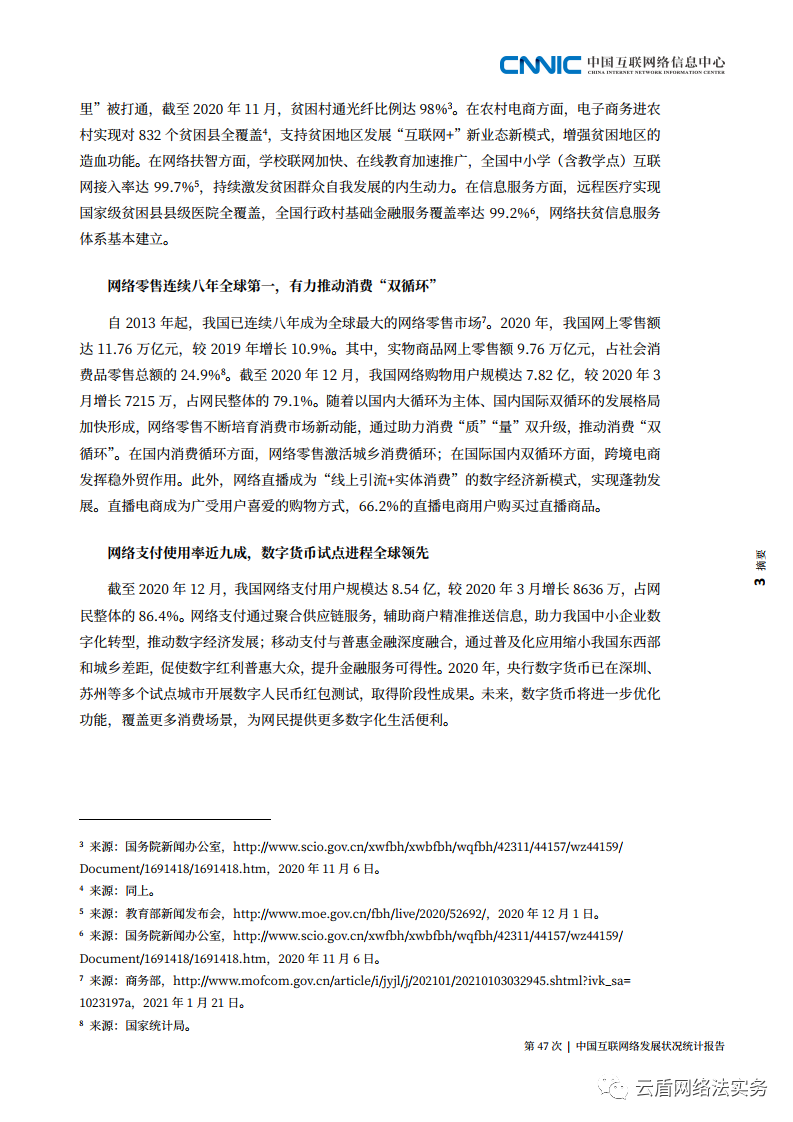 CNNIC 中国互联网络信息中心
CHINA INTERNET NETWORK INFORMATION CENTER
里”被打通，截至 2020 年 11 月，贫困村通光纤比例达 98%³。在农村电商方面，电子商务进农
村实现对 832 个贫困县全覆盖⁴，支持贫困地区发展“互联网+”新业态新模式，增强贫困地区的
造血功能。在网络扶智方面，学校联网加快、在线教育加速推广，全国中小学（含教学点）互联
网接入率达 99.7%⁵，持续激发贫困群众自我发展的内生动力。在信息服务方面，远程医疗实现
国家级贫困县县级医院全覆盖，全国行政村基础金融服务覆盖率达 99.2%⁶，网络扶贫信息服务
体系基本建立。
网络零售连续八年全球第一，有力推动消费“双循环”
自 2013 年起，我国已连续八年成为全球最大的网络零售市场⁷。2020 年，我国网上零售额
达 11.76 万亿元，较 2019 年增长 10.9%。其中，实物商品网上零售额 9.76 万亿元，占社会消
费品零售总额的 24.9%⁸。截至 2020 年 12 月，我国网络购物用户规模达 7.82 亿，较 2020 年 3
月增长 7215 万，占网民整体的 79.1%。随着以国内大循环为主体、国内国际双循环的发展格局
加快形成，网络零售不断培育消费市场新动能，通过助力消费“质”“量”双升级，推动消费“双
循环”。在国内消费循环方面，网络零售激活城乡消费循环；在国际国内双循环方面，跨境电商
发挥稳外贸作用。此外，网络直播成为“线上引流+实体消费”的数字经济新模式，实现蓬勃发
展。直播电商成为广受用户喜爱的购物方式，66.2%的直播电商用户购买过直播商品。
网络支付使用率近九成，数字货币试点进程全球领先
截至 2020 年 12 月，我国网络支付用户规模达 8.54 亿，较 2020 年 3 月增长 8636 万，占网
民整体的 86.4%。网络支付通过聚合供应链服务，辅助商户精准推送信息，助力我国中小企业数
字化转型，推动数字经济发展；移动支付与普惠金融深度融合，通过普及化应用缩小我国东西部
和城乡差距，促使数字红利普惠大众，提升金融服务可得性。2020 年，央行数字货币已在深圳、
苏州等多个试点城市开展数字人民币红包测试，取得阶段性成果。未来，数字货币将进一步优化
功能，覆盖更多消费场景，为网民提供更多数字化生活便利。
3 摘要
³ 来源：国务院新闻办公室，http://www.scio.gov.cn/xwfbh/xwbfbh/wqfbh/42311/44157/wz44159/
Document/1691418/1691418.htm，2020 年 11 月 6 日。
⁴ 来源：同上。
⁵ 来源：教育部新闻发布会，http://www.moe.gov.cn/fbh/live/2020/52692/，2020 年 12 月 1 日。
⁶ 来源：国务院新闻办公室，http://www.scio.gov.cn/xwfbh/xwbfbh/wqfbh/42311/44157/wz44159/
Document/1691418/1691418.htm，2020 年 11 月 6 日。
⁷ 来源：商务部，http://www.mofcom.gov.cn/article/i/jyjl/j/202101/20210103032945.shtml?ivk_sa=
1023197a，2021 年 1 月 21 日。
⁸ 来源：国家统计局。
第 47 次 | 中国互联网络发展状况统计报告
云盾网络法实务